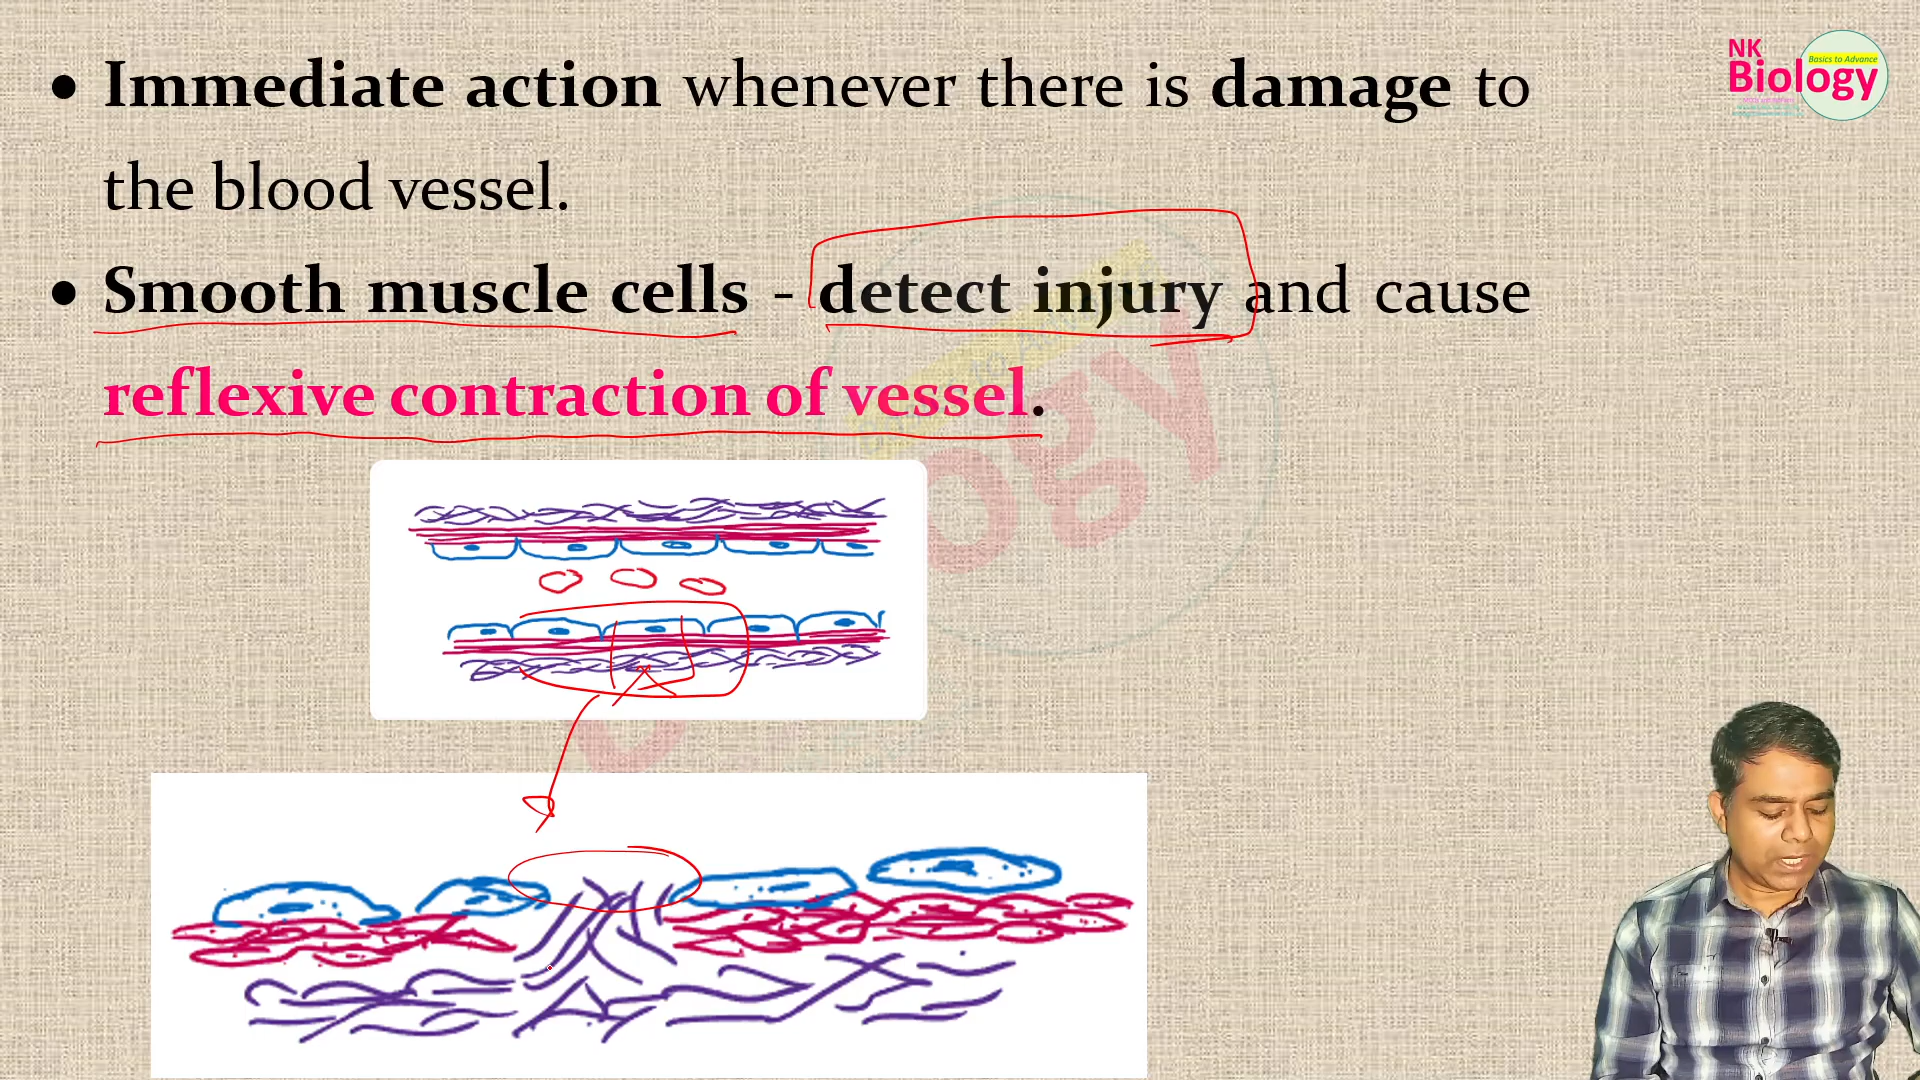 • Immediate action whenever there is damage to
the blood vessel.
• Smooth muscle cells - detect injury and cause
reflexive contraction of vessel.
NK
Basics to Advance
Biology
ogy